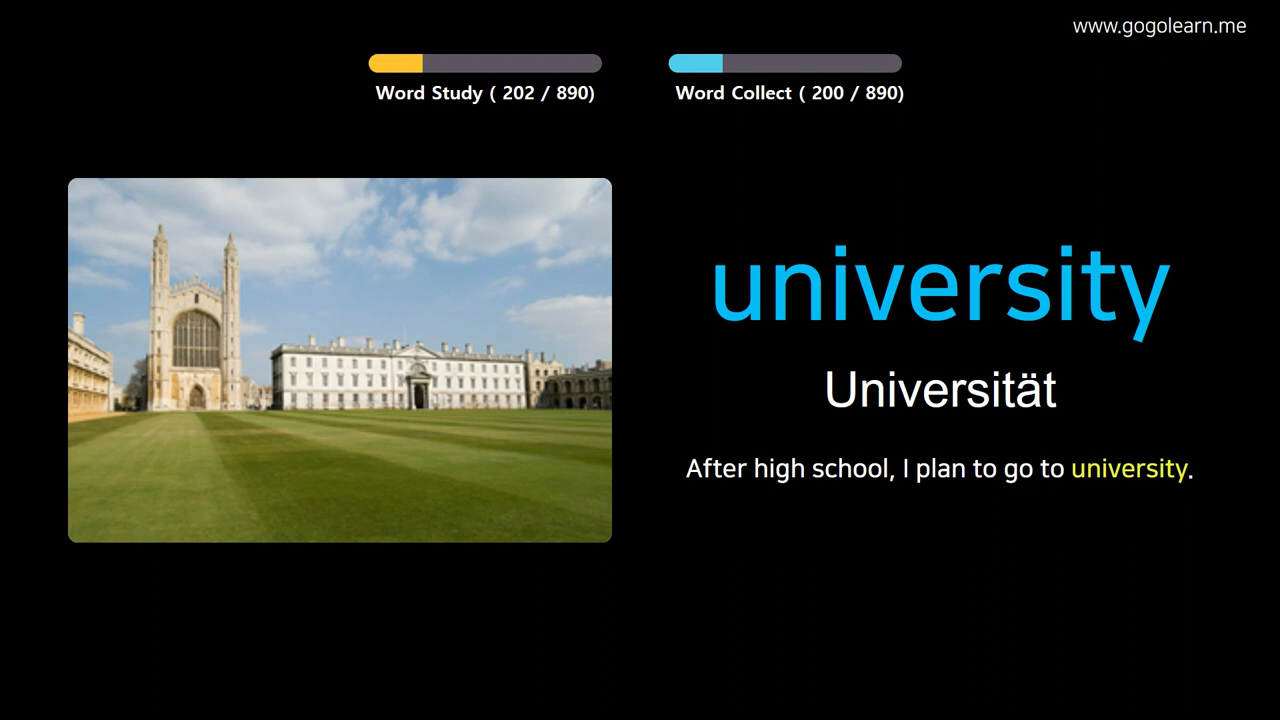 www.gogolearn.me
Word Study ( 202 / 890)
Word Collect ( 200 / 890)
university
Universität
After high school, I plan to go to university.